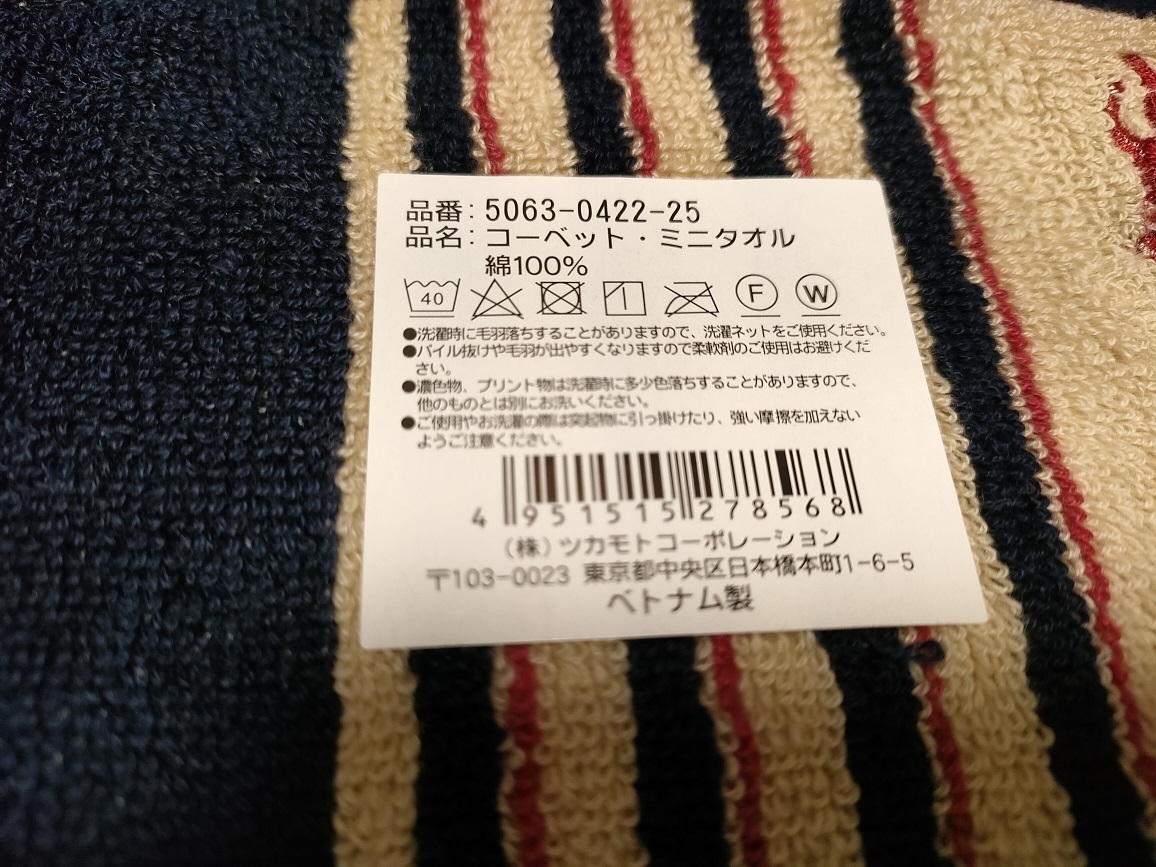 品番: 5063-0422-25
品名: コーベット・ミニタオル
綿100%
40 F W
●洗濯時に毛羽落ちすることがありますので、洗濯ネットをご使用ください。
●パイル抜けや毛羽が出やすくなりますので柔軟剤のご使用はお避けくだ
さい。
●濃色物、プリント物は洗濯時に多少色落ちすることがありますので、
他のものとは別にお洗いください。
●ご使用やお洗濯の際は突起物に引っ掛けたり、強い摩擦を加えない
ようご注意ください。
4 951515 278568
(株)ツカモトコーポレーション
〒103-0023 東京都中央区日本橋本町1-6-5
ベトナム製